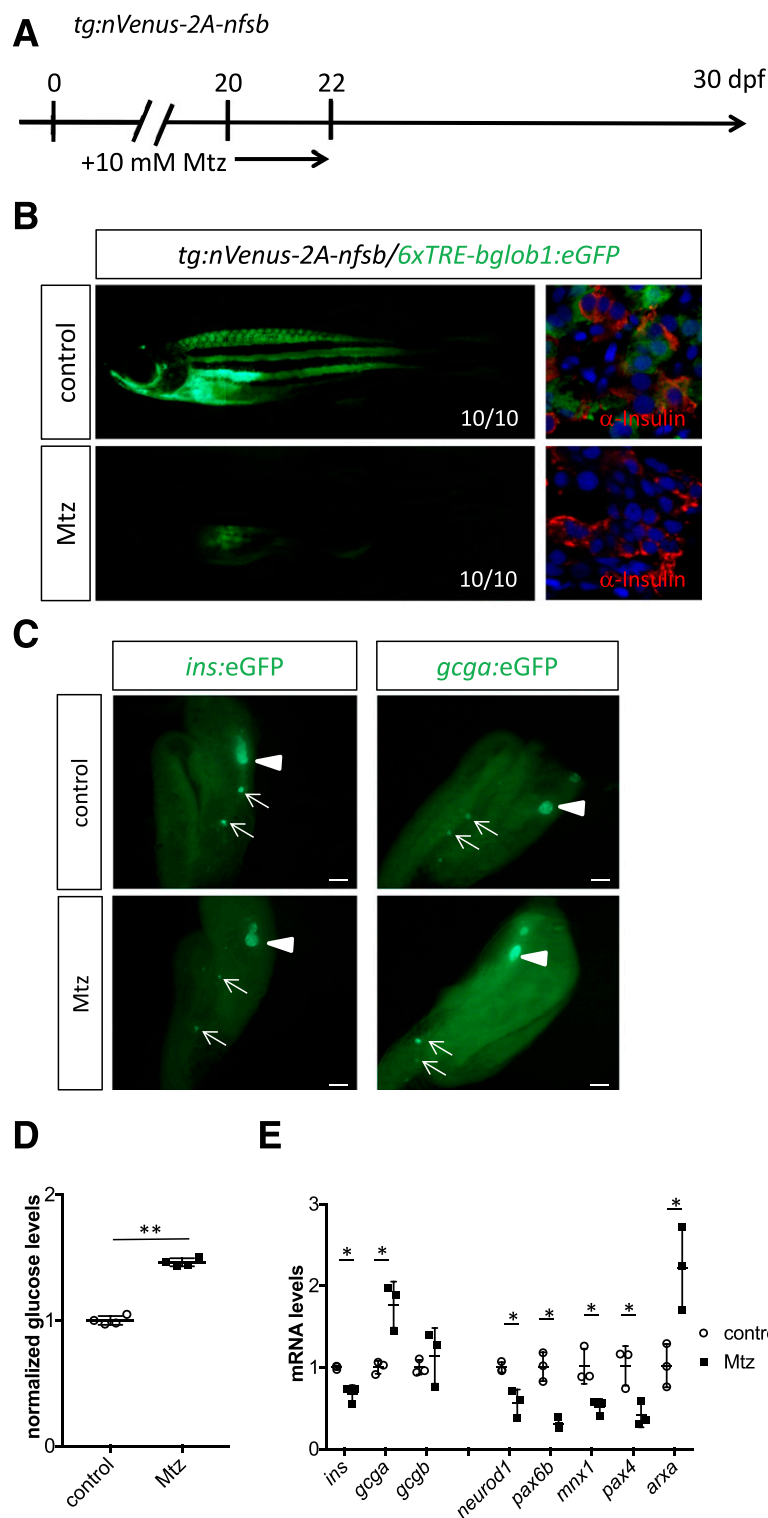 A
tg:nVenus-2A-nfsb
0 20 22 30 dpf
+10 mM Mtz
B
tg:nVenus-2A-nfsb/6xTRE-bglob1:eGFP
control
10/10
α-Insulin
Mtz
10/10
α-Insulin
C
ins:eGFP gcga:eGFP
control
Mtz
D
normalized glucose levels
2
1
0
**
control Mtz
E
mRNA levels
3
2
1
0
* * * * * * *
ins gcga gcgb neurod1 pax6b mnx1 pax4 arxa
contr
Mtz